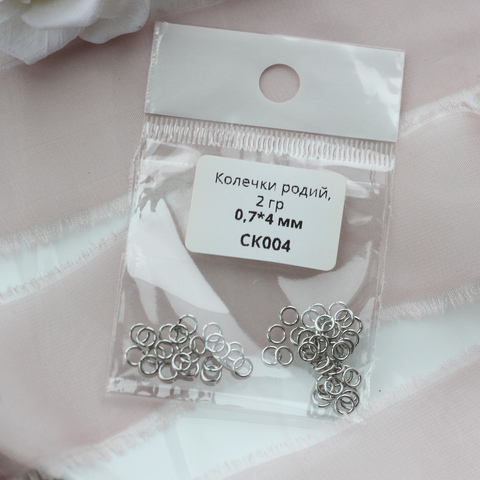 Колечки родий,
2 гр
0,7*4 мм
СК004